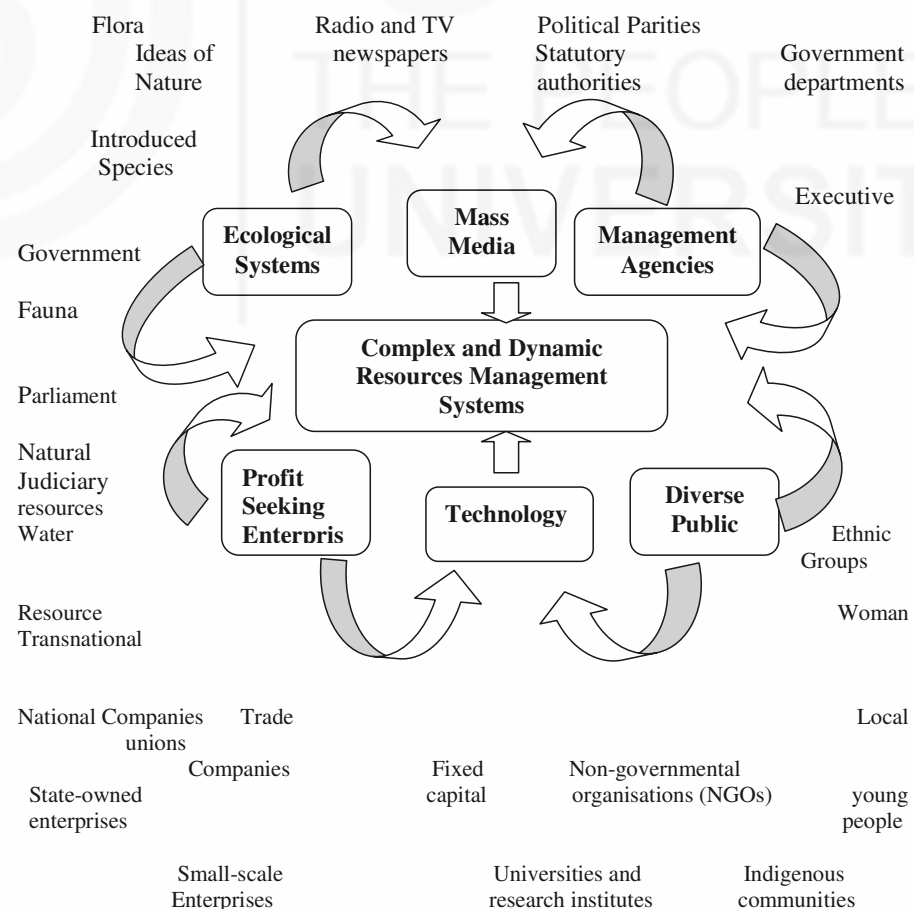 Flora
Ideas of
Nature
Radio and TV
newspapers
Political Parities
Statutory
authorities
Government
departments
THE PEOPLE
UNIVERSIT
Introduced
Species
Executive
Ecological
Systems
Mass
Media
Management
Agencies
Government
Fauna
Complex and Dynamic
Resources Management
Systems
Parliament
Natural
Judiciary
resources
Water
Profit
Seeking
Enterpris
Technology
Diverse
Public
Ethnic
Groups
Resource
Transnational
Woman
National Companies
Trade
unions
Local
Companies
Fixed
capital
Non-governmental
organisations (NGOs)
State-owned
enterprises
young
people
Small-scale
Enterprises
Universities and
research institutes
Indigenous
communities